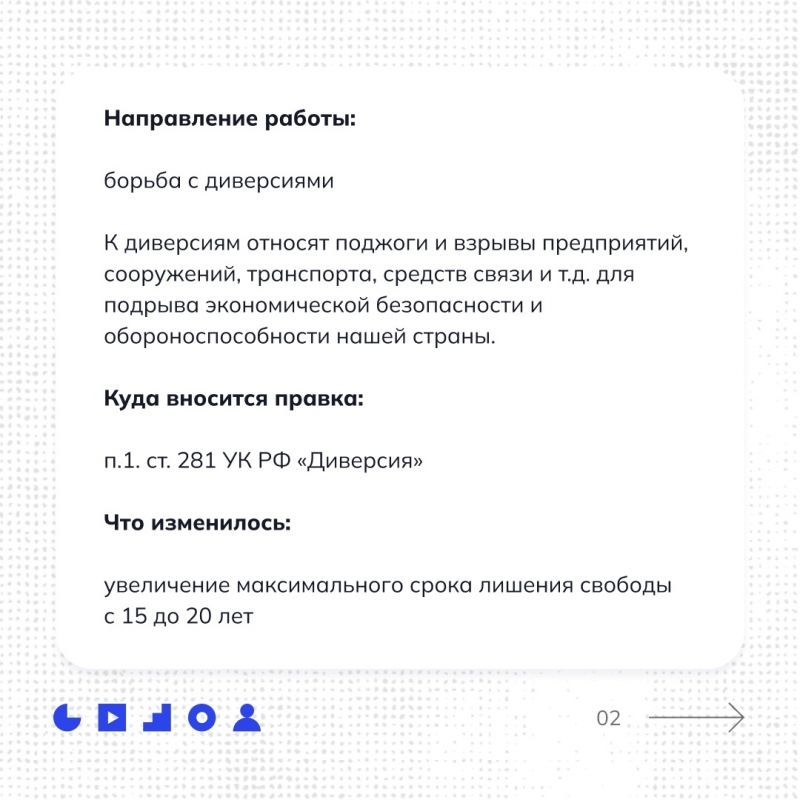 Направление работы:
борьба с диверсиями
К диверсиям относят поджоги и взрывы предприятий,
сооружений, транспорта, средств связи и т.д. для
подрыва экономической безопасности и
обороноспособности нашей страны.
Куда вносится правка:
п.1. ст. 281 УК РФ «Диверсия»
Что изменилось:
увеличение максимального срока лишения свободы
с 15 до 20 лет
02